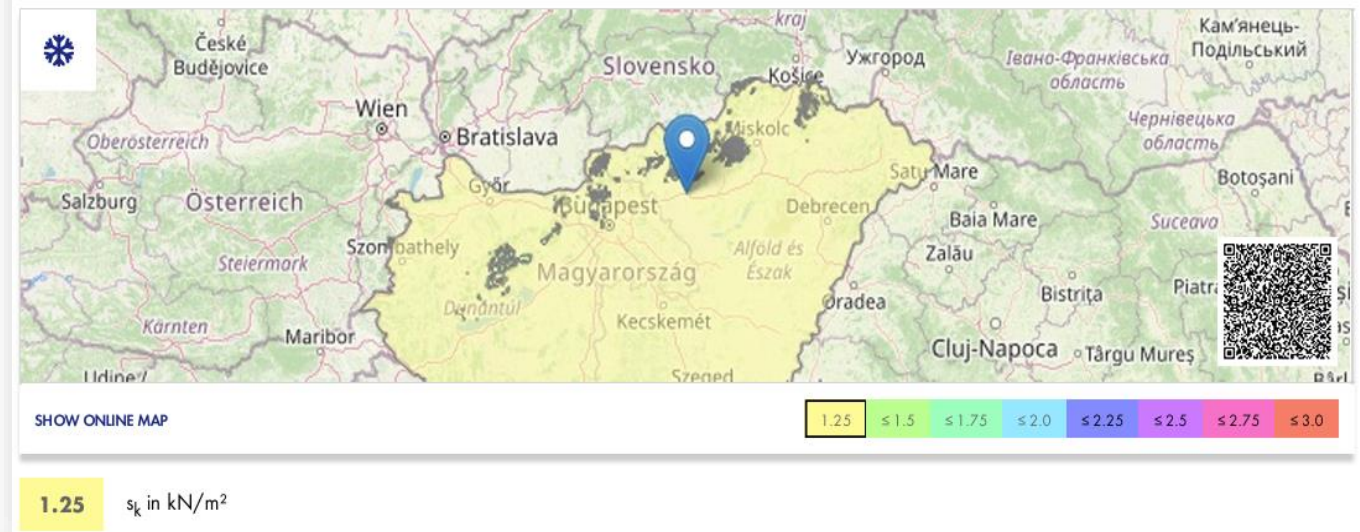 kraj
Кам'янець-
Подільський
České
Budějovice
Ужгород
Slovensko
Košice
Івано-Франківська
область
Wien
Bratislava
Miskolc
Чернівецька
область
Oberösterreich
Győr
Satu Mare
Botoșani
Salzburg
Österreich
Budapest
Debrecen
Baia Mare
Suceava
Szombathely
Alföld és
Észak
Zalău
Steiermark
Magyarország
Bistrița
Piatra
Dunántúl
Oradea
Kärnten
Kecskemét
Maribor
Cluj-Napoca
Târgu Mureș
Udine/
Szeged
SHOW ONLINE MAP
1.25 ≤ 1.5 ≤ 1.75 ≤ 2.0 ≤ 2.25 ≤ 2.5 ≤ 2.75 ≤ 3.0
1.25 sk in kN/m²